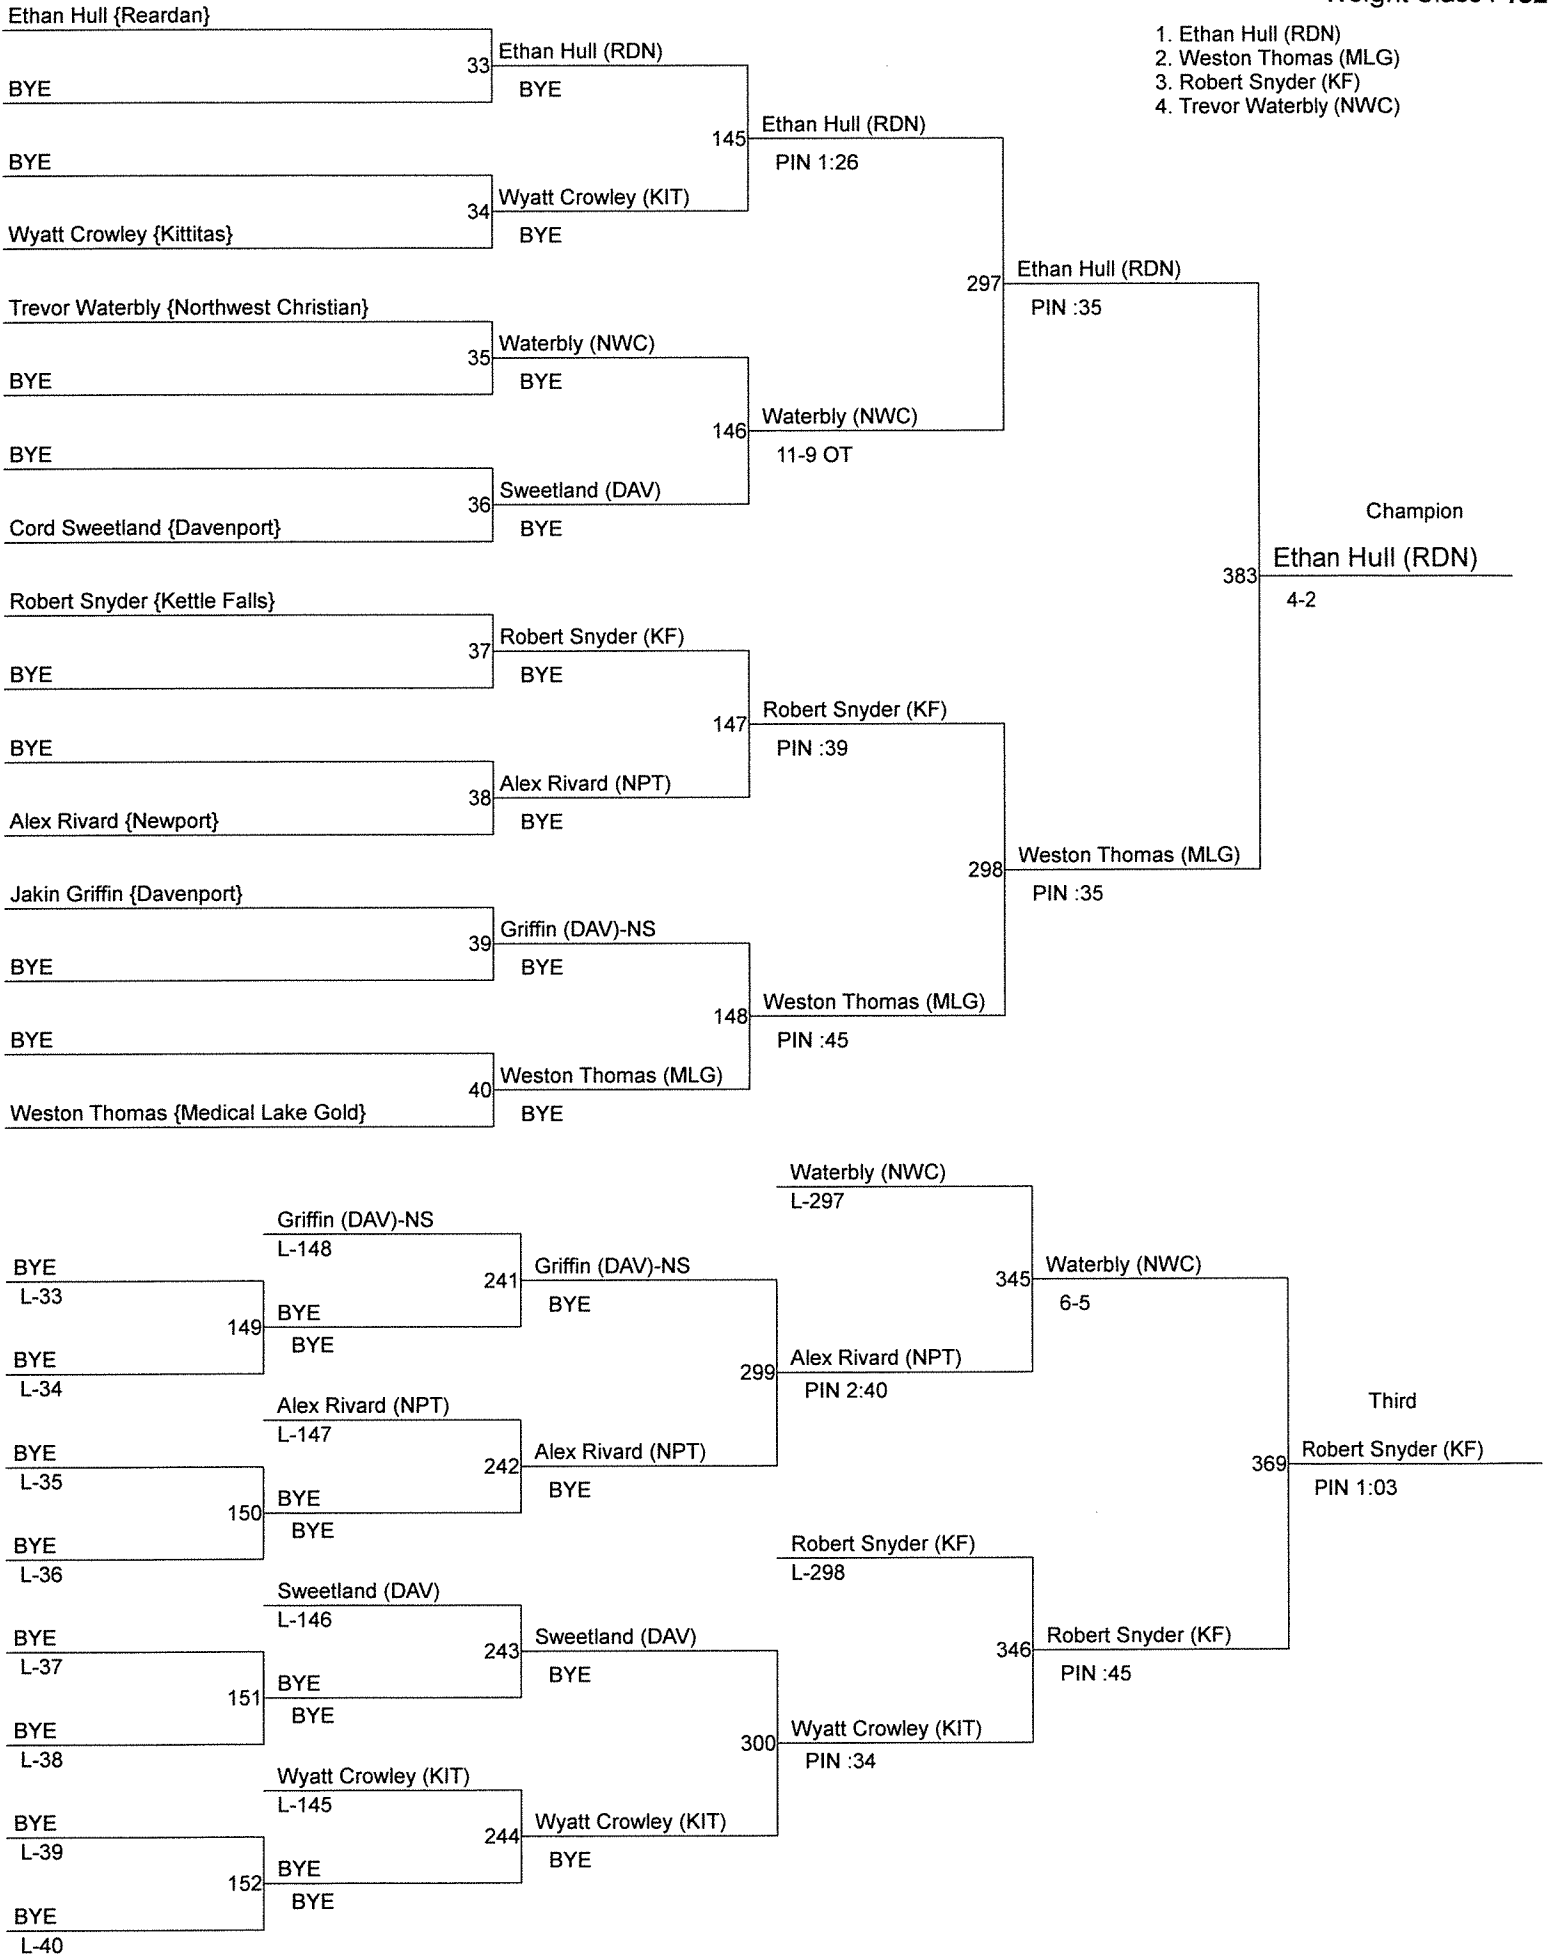 Ethan Hull {Reardan}
33
Ethan Hull (RDN)
BYE
BYE
1. Ethan Hull (RDN)
2. Weston Thomas (MLG)
3. Robert Snyder (KF)
4. Trevor Waterbly (NWC)
145
Ethan Hull (RDN)
PIN 1:26
BYE
34
Wyatt Crowley (KIT)
BYE
Wyatt Crowley {Kittitas}
297
Ethan Hull (RDN)
PIN :35
Trevor Waterbly {Northwest Christian}
35
Waterbly (NWC)
BYE
BYE
146
Waterbly (NWC)
11-9 OT
BYE
36
Sweetland (DAV)
BYE
Cord Sweetland {Davenport}
Champion
383
Ethan Hull (RDN)
4-2
Robert Snyder {Kettle Falls}
37
Robert Snyder (KF)
BYE
BYE
147
Robert Snyder (KF)
PIN :39
BYE
38
Alex Rivard (NPT)
BYE
Alex Rivard {Newport}
298
Weston Thomas (MLG)
PIN :35
Jakin Griffin {Davenport}
39
Griffin (DAV)-NS
BYE
BYE
148
Weston Thomas (MLG)
PIN :45
BYE
40
Weston Thomas (MLG)
BYE
Weston Thomas {Medical Lake Gold}
Waterbly (NWC)
L-297
Griffin (DAV)-NS
L-148
BYE
L-33
241
Griffin (DAV)-NS
BYE
345
Waterbly (NWC)
6-5
149
BYE
BYE
BYE
L-34
299
Alex Rivard (NPT)
PIN 2:40
Alex Rivard (NPT)
L-147
Third
BYE
L-35
242
Alex Rivard (NPT)
BYE
369
Robert Snyder (KF)
PIN 1:03
150
BYE
BYE
BYE
L-36
Robert Snyder (KF)
L-298
Sweetland (DAV)
L-146
BYE
L-37
243
Sweetland (DAV)
BYE
346
Robert Snyder (KF)
PIN :45
151
BYE
BYE
BYE
L-38
300
Wyatt Crowley (KIT)
PIN :34
Wyatt Crowley (KIT)
L-145
BYE
L-39
244
Wyatt Crowley (KIT)
BYE
152
BYE
BYE
BYE
L-40